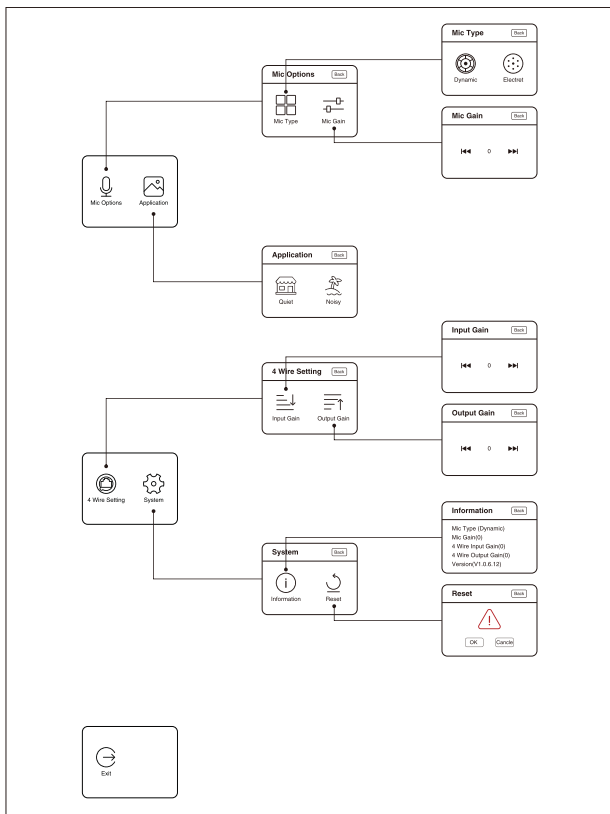 Mic Type Back
Dynamic Electret
Mic Options Back
Mic Type Mic Gain
Mic Gain Back
0
Mic Options Application
Application Back
Quiet Noisy
Input Gain Back
0
4 Wire Setting Back
Input Gain Output Gain
Output Gain Back
0
4 Wire Setting System
Information Back
Mic Type (Dynamic)
Mic Gain(0)
4 Wire Input Gain(0)
4 Wire Output Gain(0)
Version(V1.0.6.12)
System Back
Information Reset
Reset Back
OK Cancle
Exit